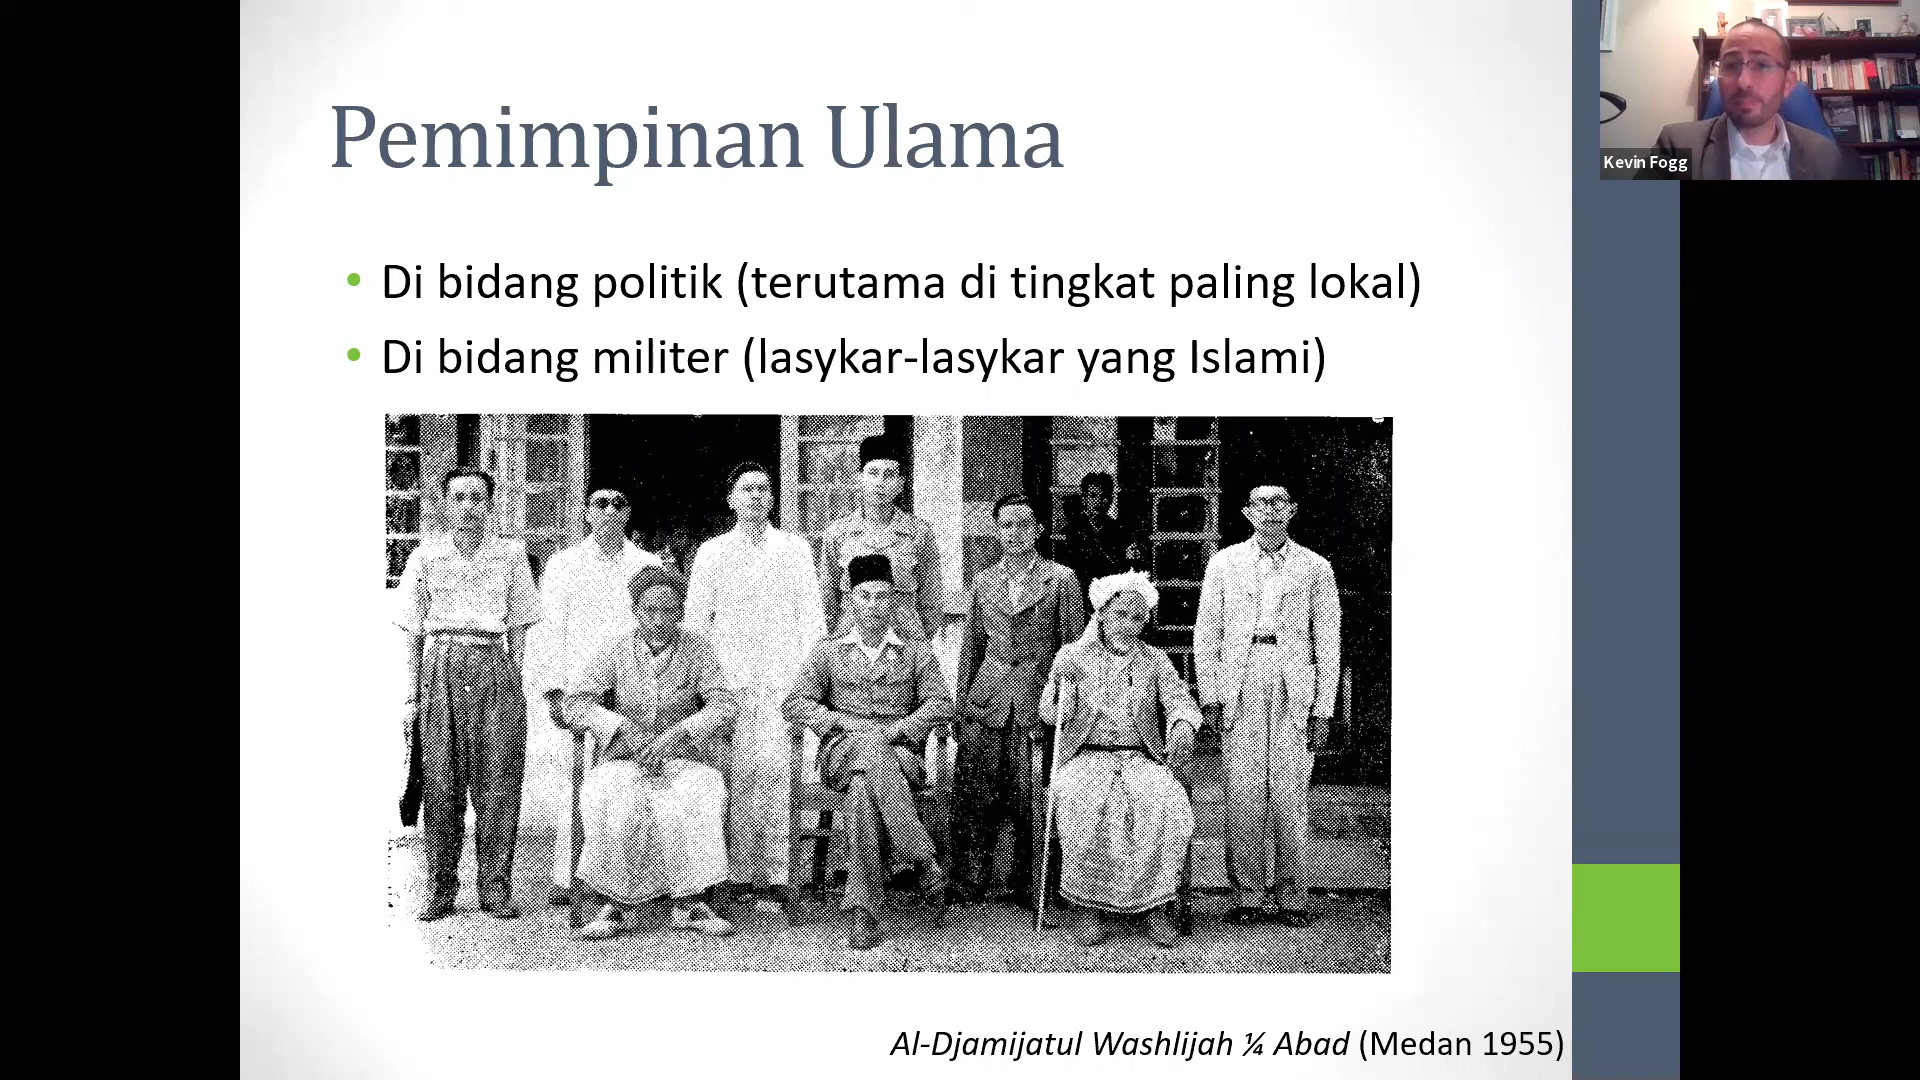 Pemimpinan Ulama
• Di bidang politik (terutama di tingkat paling lokal)
• Di bidang militer (lasykar-lasykar yang Islami)
Al-Djamijatul Washlijah ¼ Abad (Medan 1955)
Kevin Fogg